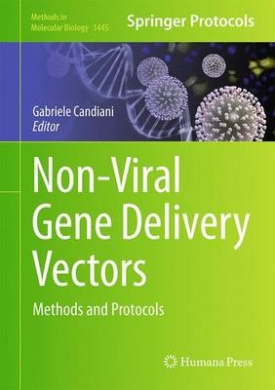 Methods in
Molecular Biology 1445
Springer Protocols
Gabriele Candiani
Editor
Non-Viral
Gene Delivery
Vectors
Methods and Protocols
Humana Press